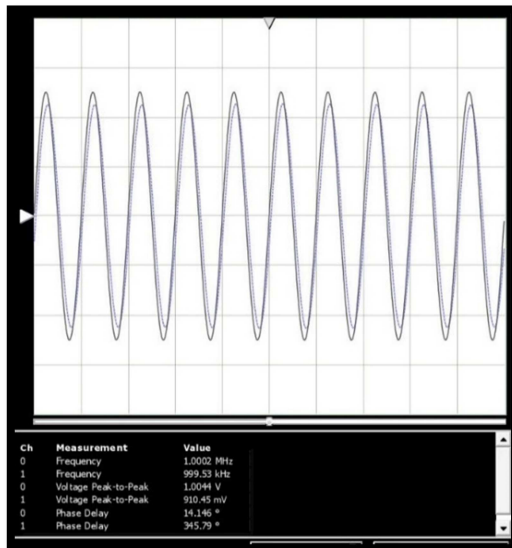 Ch Measurement Value
0 Frequency 1.0002 MHz
1 Frequency 999.53 kHz
0 Voltage Peak-to-Peak 1.0044 V
1 Voltage Peak-to-Peak 910.45 mV
0 Phase Delay 14.146 °
1 Phase Delay 345.79 °